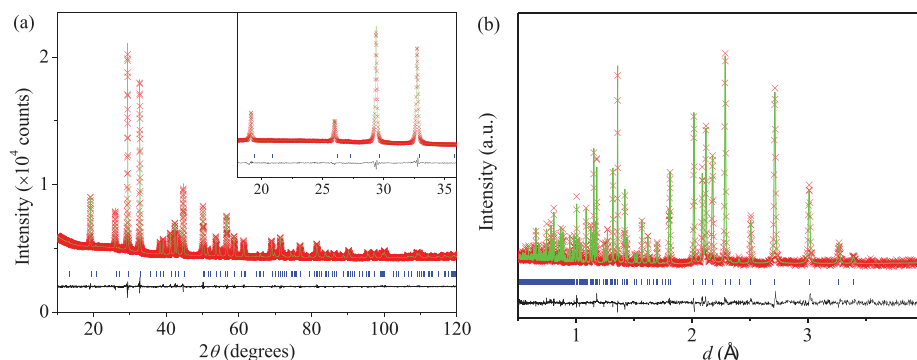 (a)
Intensity (×10⁴ counts)
2
1
0
20
40
60
80
100
120
2θ (degrees)
20
25
30
35
(b)
Intensity (a.u.)
1
2
3
d (Å)